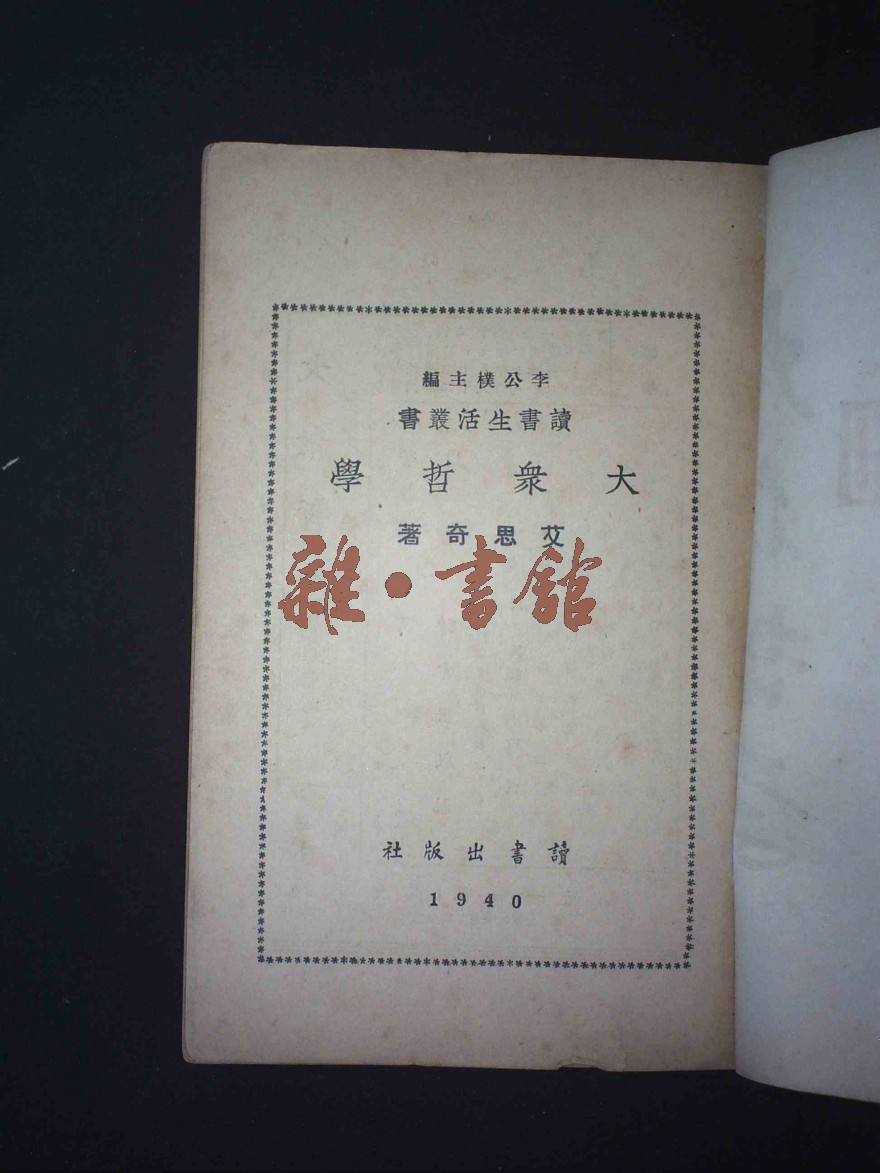 李公樸主編
讀書生活叢書
大衆哲學
艾思奇著
雜·書館
讀書出版社
1940